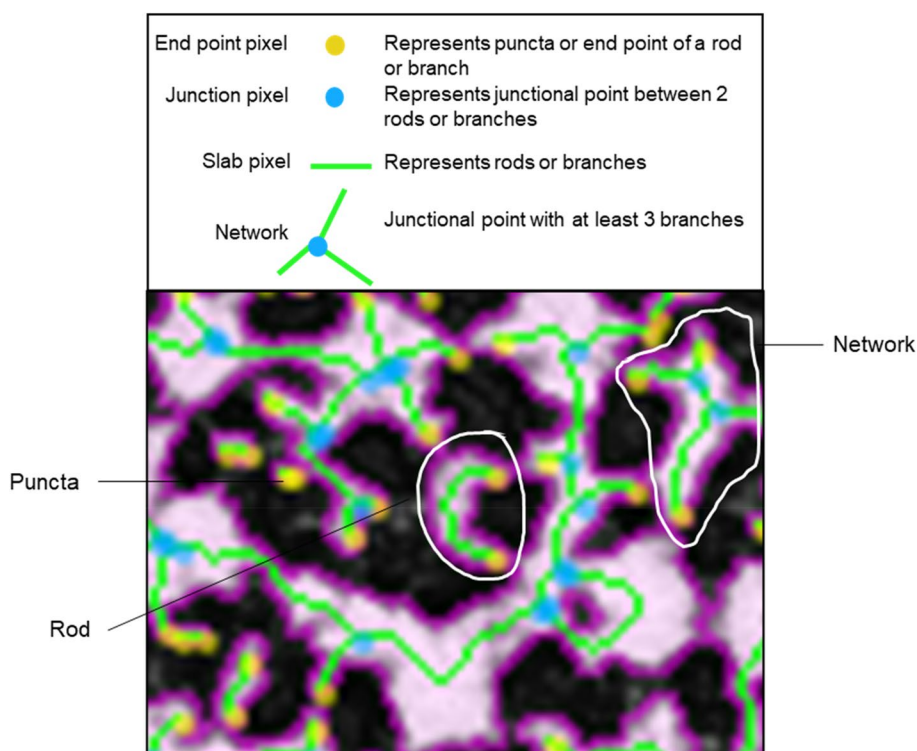 End point pixel
Represents puncta or end point of a rod
or branch
Junction pixel
Represents junctional point between 2
rods or branches
Slab pixel
Represents rods or branches
Network
Junctional point with at least 3 branches
Network
Puncta
Rod